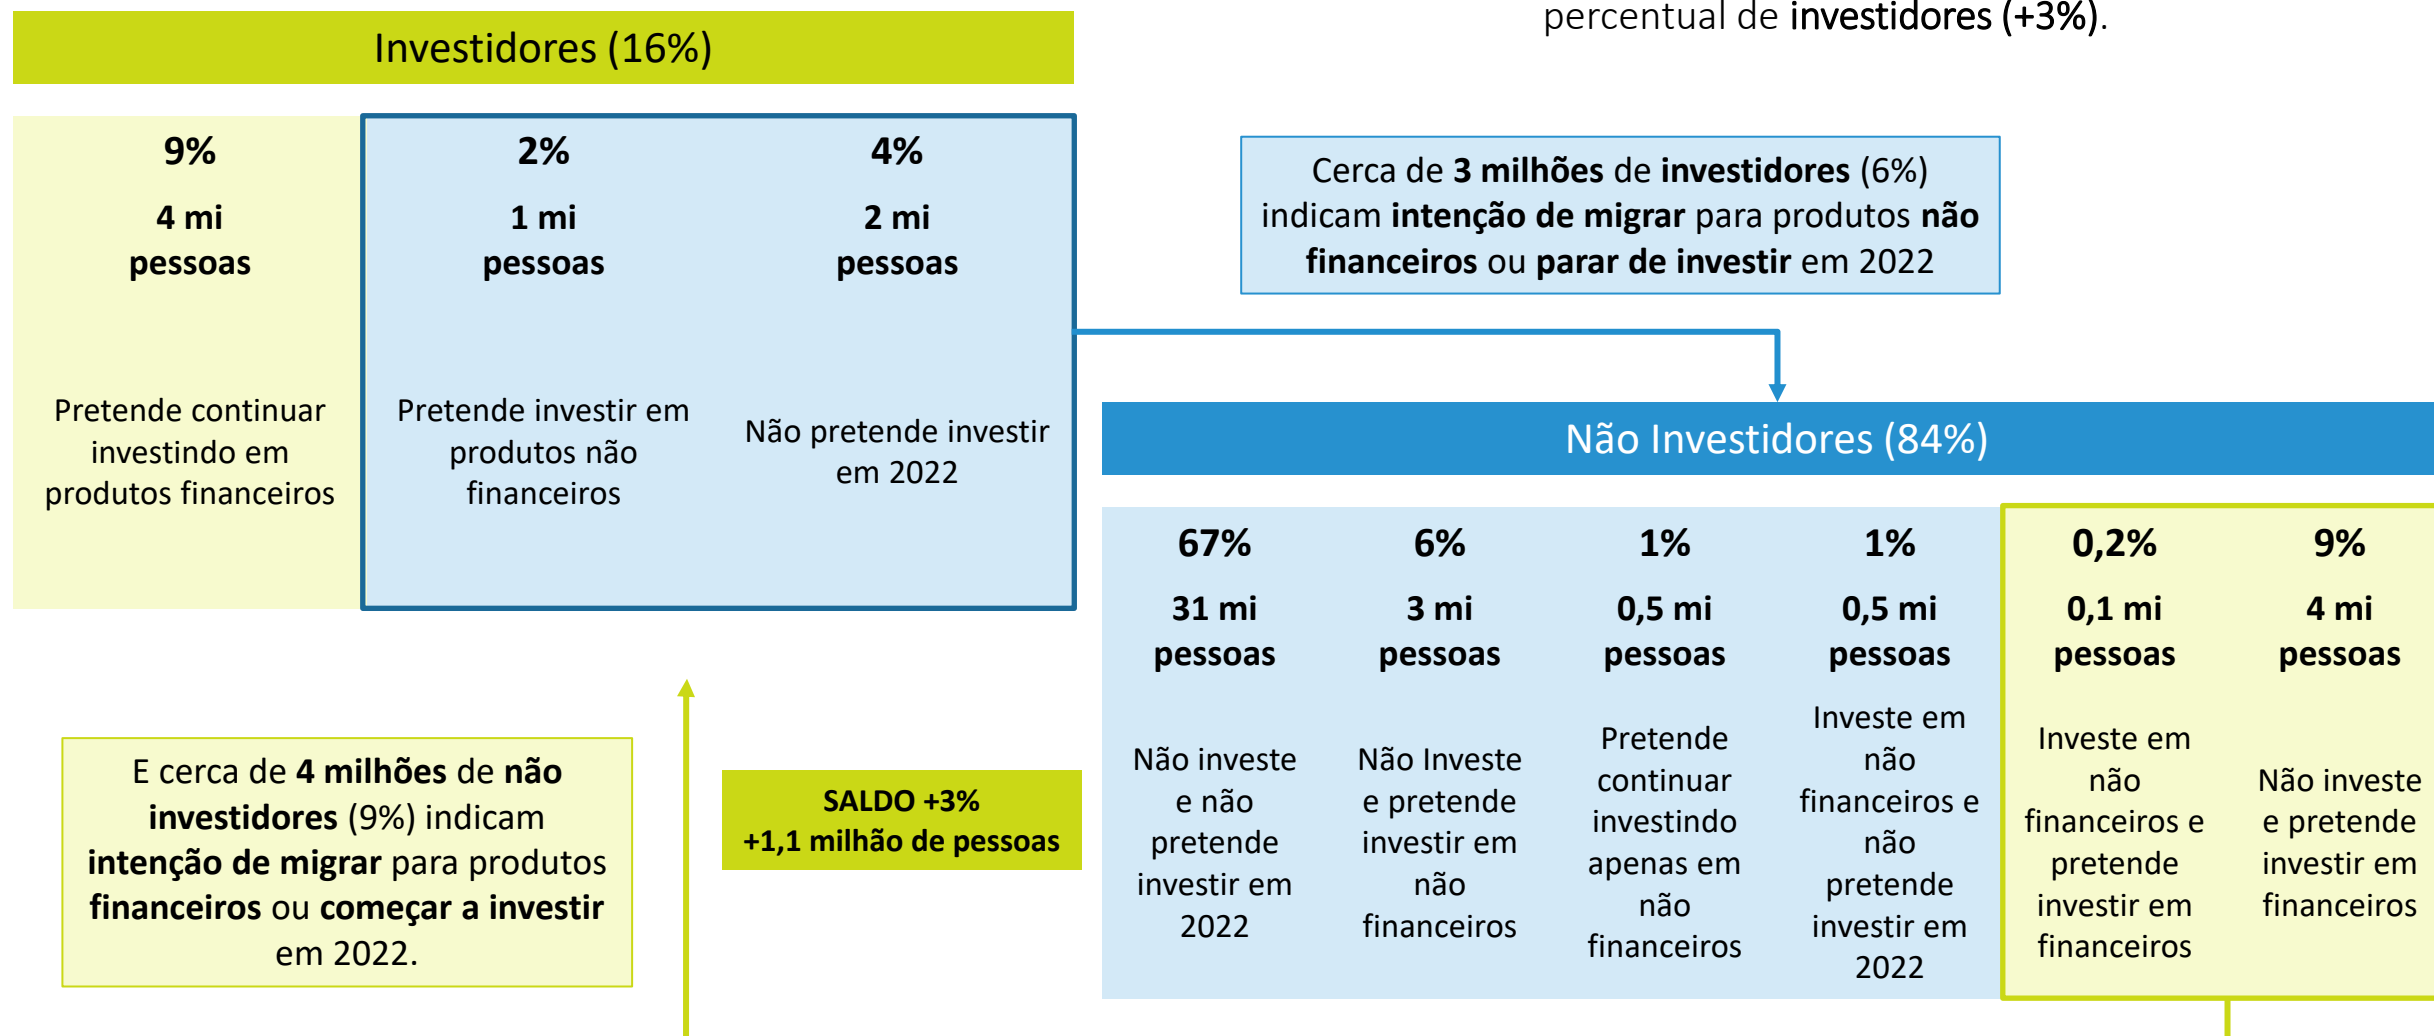 percentual de investidores (+3%).
Investidores (16%)
9%
4 mi
pessoas
Pretende continuar
investindo em
produtos financeiros
2%
1 mi
pessoas
Pretende investir em
produtos não
financeiros
4%
2 mi
pessoas
Não pretende investir
em 2022
Cerca de 3 milhões de investidores (6%)
indicam intenção de migrar para produtos não
financeiros ou parar de investir em 2022
Não Investidores (84%)
67%
31 mi
pessoas
Não investe
e não
pretende
investir em
2022
6%
3 mi
pessoas
Não Investe
e pretende
investir em
não
financeiros
1%
0,5 mi
pessoas
Pretende
continuar
investindo
apenas em
não
financeiros
1%
0,5 mi
pessoas
Investe em
não
financeiros e
não
pretende
investir em
2022
0,2%
0,1 mi
pessoas
Investe em
não
financeiros e
pretende
investir em
financeiros
9%
4 mi
pessoas
Não investe
e pretende
investir em
financeiros
E cerca de 4 milhões de não
investidores (9%) indicam
intenção de migrar para produtos
financeiros ou começar a investir
em 2022.
SALDO +3%
+1,1 milhão de pessoas